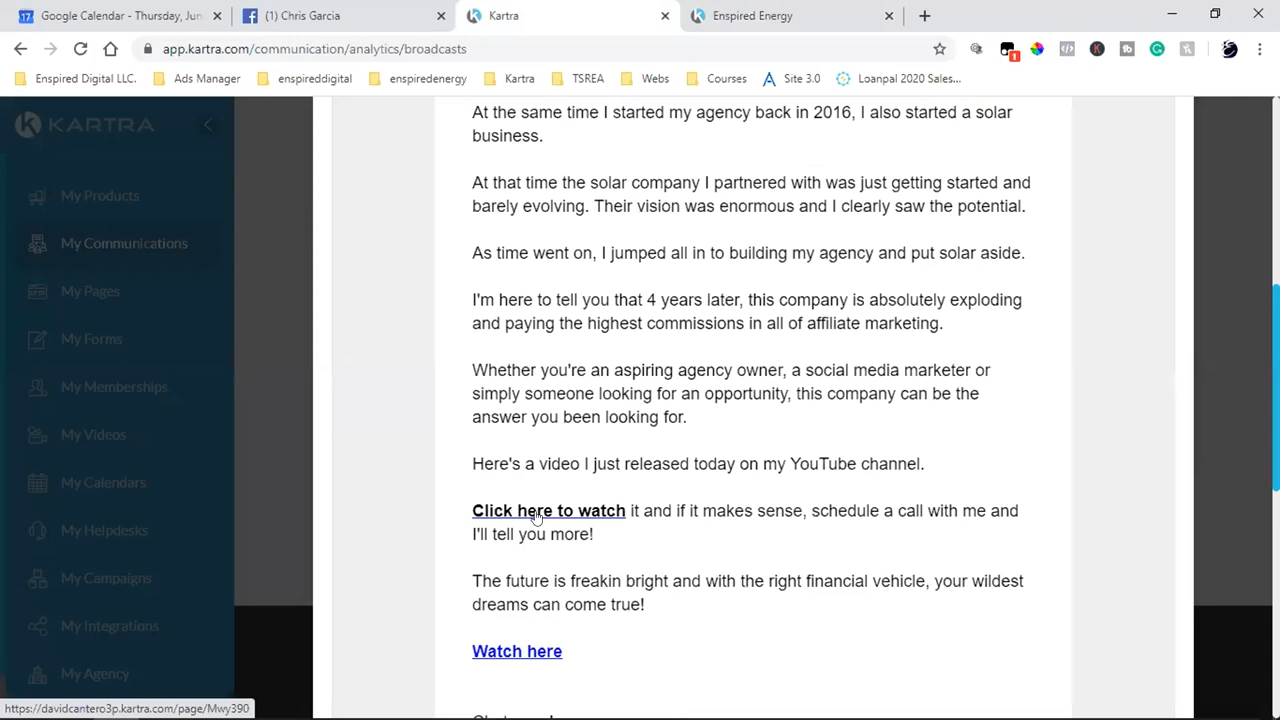 17 Google Calendar - Thursday, Jun
(1) Chris Garcia
Kartra
Enspired Energy
app.kartra.com/communication/analytics/broadcasts
1
Enspired Digital LLC.
Ads Manager
enspireddigital
enspiredenergy
Kartra
TSREA
Webs
Courses
Site 3.0
Loanpal 2020 Sales...
KARTRA
My Products
My Communications
My Pages
My Forms
My Memberships
My Videos
My Calendars
My Helpdesks
My Campaigns
My Integrations
My Agency
At the same time I started my agency back in 2016, I also started a solar
business.
At that time the solar company I partnered with was just getting started and
barely evolving. Their vision was enormous and I clearly saw the potential.
As time went on, I jumped all in to building my agency and put solar aside.
I'm here to tell you that 4 years later, this company is absolutely exploding
and paying the highest commissions in all of affiliate marketing.
Whether you're an aspiring agency owner, a social media marketer or
simply someone looking for an opportunity, this company can be the
answer you been looking for.
Here's a video I just released today on my YouTube channel.
Click here to watch it and if it makes sense, schedule a call with me and
I'll tell you more!
The future is freakin bright and with the right financial vehicle, your wildest
dreams can come true!
Watch here
https://davidcantero3p.kartra.com/page/Mwy390